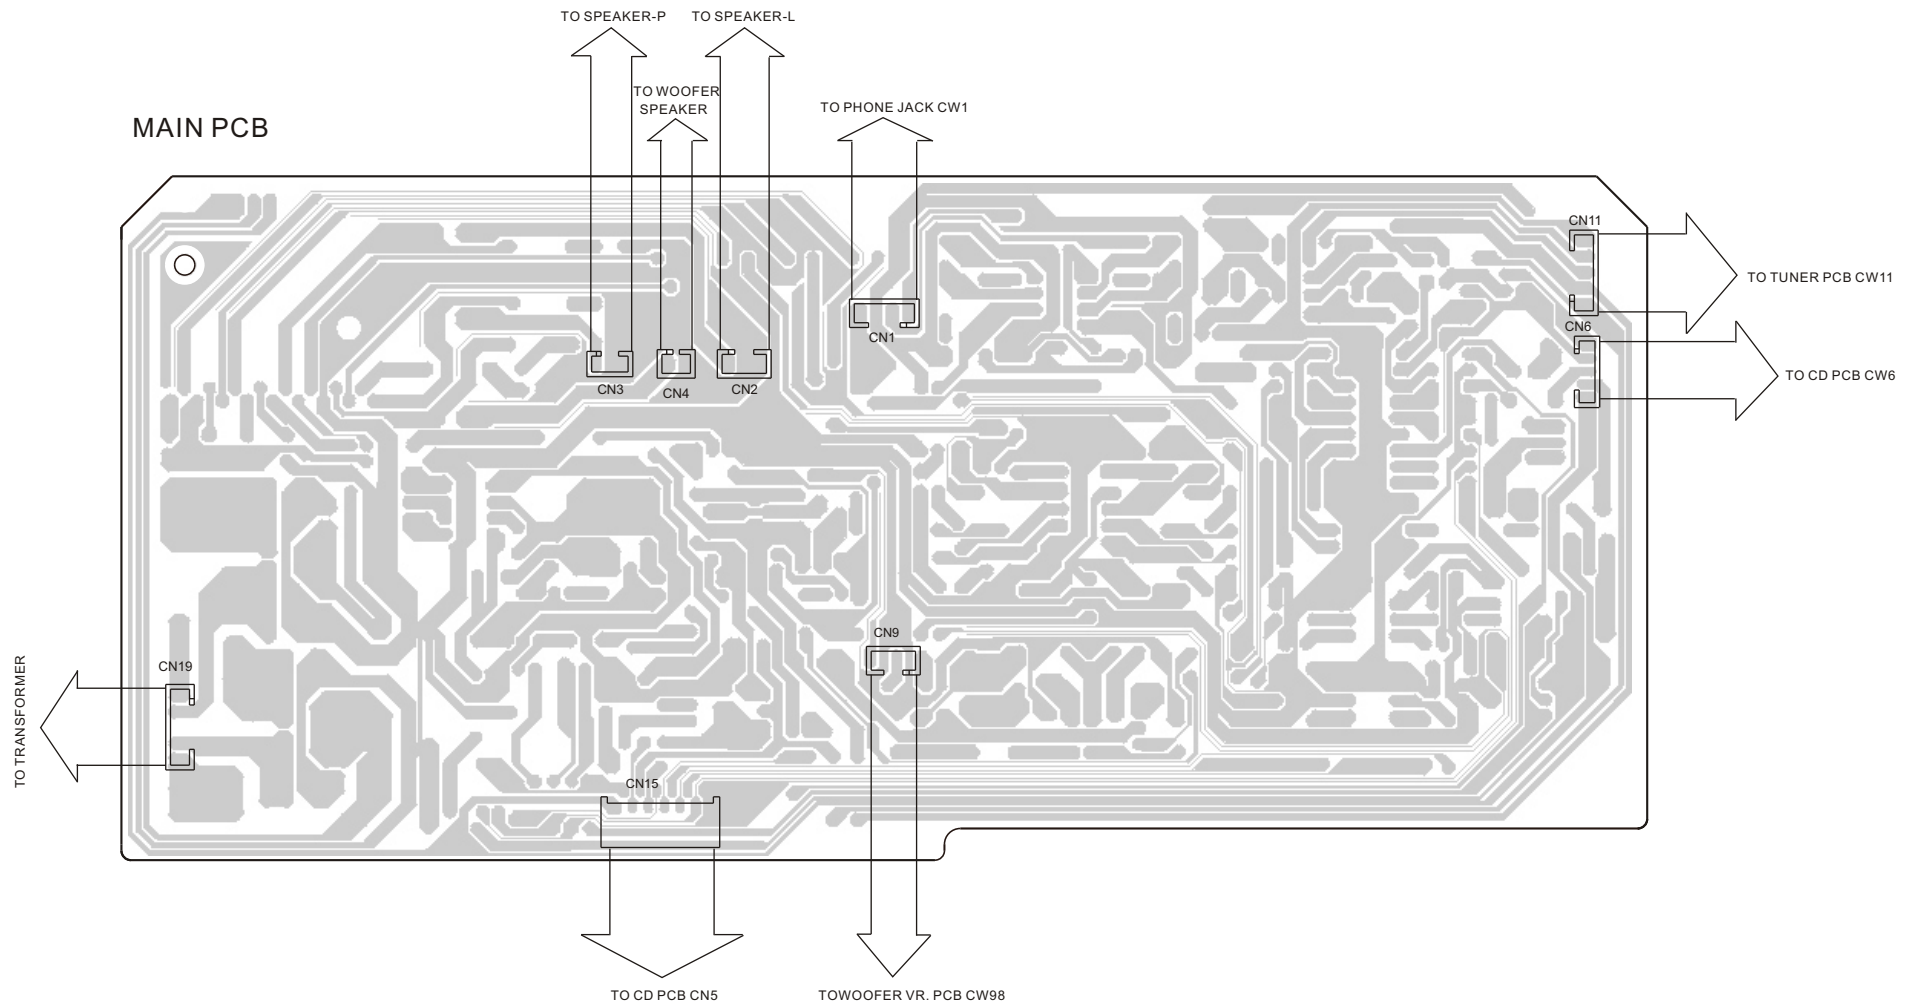 TO SPEAKER-P
TO SPEAKER-L
TO WOOFER
SPEAKER
TO PHONE JACK CW1
MAIN PCB
CN11
TO TUNER PCB CW11
CN6
CN1
TO CD PCB CW6
CN3
CN4
CN2
CN9
CN19
TO TRANSFORMER
CN15
TO CD PCB CN5
TOWOOFER VR. PCB CW98